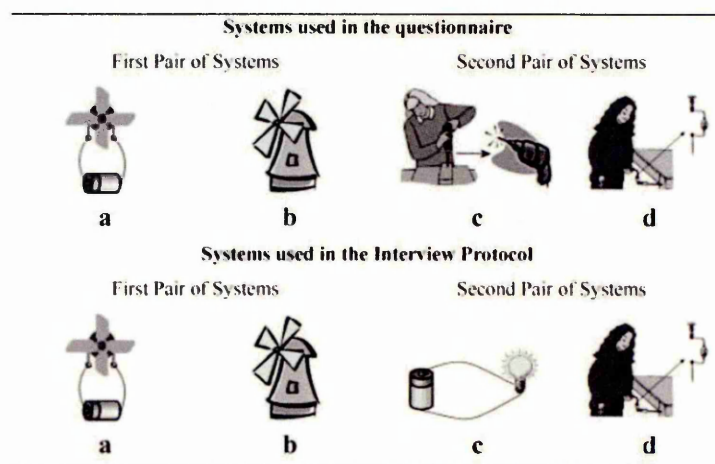 Systems used in the questionnaire
First Pair of Systems Second Pair of Systems
a b c d
Systems used in the Interview Protocol
First Pair of Systems Second Pair of Systems
a b c d